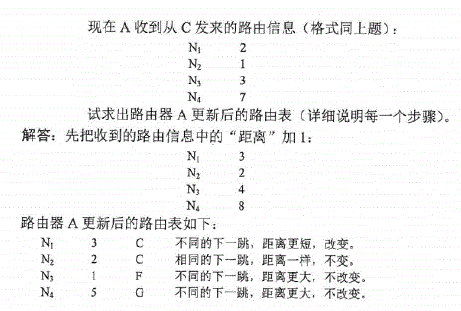 现在 A 收到从 C 发来的路由信息（格式同上题）：
N₁ 2
N₂ 1
N₃ 3
N₄ 7
试求出路由器 A 更新后的路由表（详细说明每一个步骤）。
解答：先把收到的路由信息中的“距离”加 1：
N₁ 3
N₂ 2
N₃ 4
N₄ 8
路由器 A 更新后的路由表如下：
N₁ 3 C 不同的下一跳，距离更短，改变。
N₂ 2 C 相同的下一跳，距离一样，不变。
N₃ 1 F 不同的下一跳，距离更大，不改变。
N₄ 5 G 不同的下一跳，距离更大，不改变。